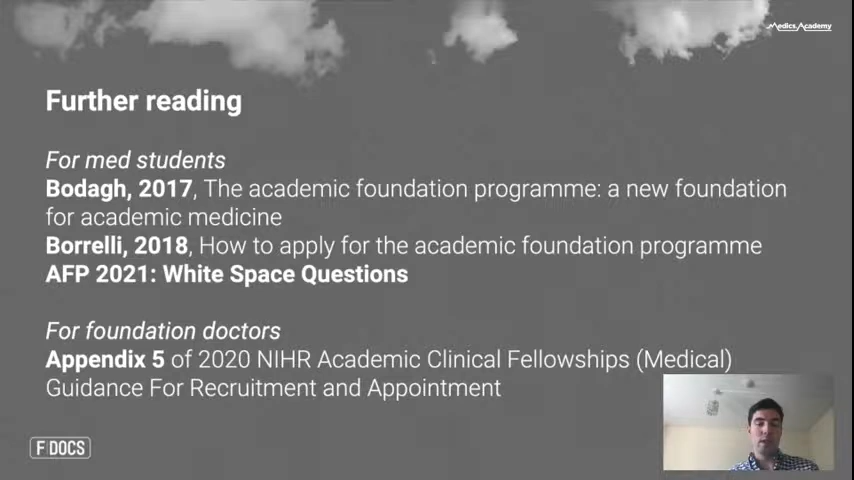 Medics.Academy
Further reading
For med students
Bodagh, 2017, The academic foundation programme: a new foundation
for academic medicine
Borrelli, 2018, How to apply for the academic foundation programme
AFP 2021: White Space Questions
For foundation doctors
Appendix 5 of 2020 NIHR Academic Clinical Fellowships (Medical)
Guidance For Recruitment and Appointment
F|DOCS